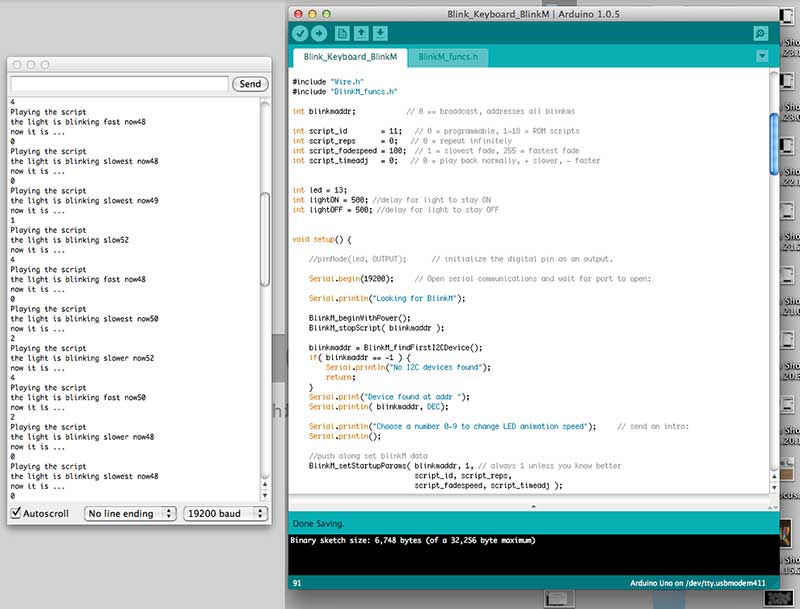 Send
4
Playing the script
the light is blinking fast now48
now it is ...
0
Playing the script
the light is blinking slowest now48
now it is ...
0
Playing the script
the light is blinking slowest now49
now it is ...
1
Playing the script
the light is blinking slow52
now it is ...
4
Playing the script
the light is blinking fast now48
now it is ...
0
Playing the script
the light is blinking slowest now50
now it is ...
2
Playing the script
the light is blinking slower now52
now it is ...
4
Playing the script
the light is blinking fast now50
now it is ...
2
Playing the script
the light is blinking slower now48
now it is ...
0
Playing the script
the light is blinking slowest now48
now it is ...
0
Autoscroll
No line ending
19200 baud
Blink_Keyboard_BlinkM | Arduino 1.0.5
Blink_Keyboard_BlinkM
BlinkM_funcs.h
#include "Wire.h"
#include "BlinkM_funcs.h"
int blinkmaddr; // 0 == broadcast, addresses all blinkms
int script_id = 11; // 0 = programmable, 1-18 = ROM scripts
int script_reps = 0; // 0 = repeat infinitely
int script_fadespeed = 100; // 1 = slowest fade, 255 = fastest fade
int script_timeadj = 0; // 0 = play back normally, + slower, - faster
int led = 13;
int lightON = 500; //delay for light to stay ON
int lightOFF = 500; //delay for light to stay OFF
void setup() {
//pinMode(led, OUTPUT); // initialize the digital pin as an output.
Serial.begin(19200); // Open serial communications and wait for port to open:
Serial.println("Looking for BlinkM");
BlinkM_beginWithPower();
BlinkM_stopScript( blinkmaddr );
blinkmaddr = BlinkM_findFirstI2CDevice();
if( blinkmaddr == -1 ) {
Serial.println("No I2C devices found");
return;
}
Serial.print("Device found at addr ");
Serial.println( blinkmaddr, DEC);
Serial.println("Choose a number 0-9 to change LED animation speed"); // send an intro:
Serial.println();
//push along set blinkM data
BlinkM_setStartupParams( blinkmaddr, 1, // always 1 unless you know better
script_id, script_reps,
script_fadespeed, script_timeadj );
Done Saving.
Binary sketch size: 6,748 bytes (of a 32,256 byte maximum)
91
Arduino Uno on /dev/tty.usbmodem411